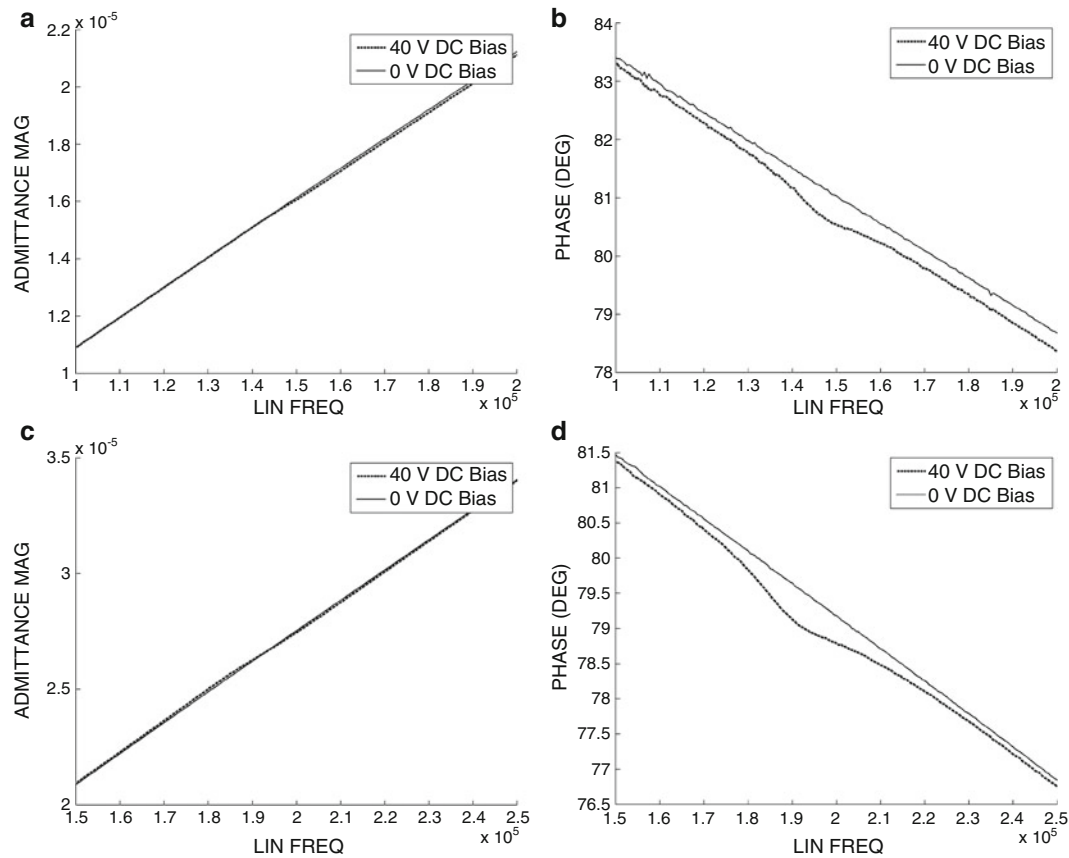 a
x 10-5
2.2
2
1.8
1.6
1.4
1.2
1
ADMITTANCE MAG
40 V DC Bias
0 V DC Bias
1 1.1 1.2 1.3 1.4 1.5 1.6 1.7 1.8 1.9 2
x 10^5
LIN FREQ
b
84
83
82
81
80
79
78
PHASE (DEG)
40 V DC Bias
0 V DC Bias
1 1.1 1.2 1.3 1.4 1.5 1.6 1.7 1.8 1.9 2
x 10^5
LIN FREQ
c
x 10-5
3.5
3
2.5
2
ADMITTANCE MAG
40 V DC Bias
0 V DC Bias
1.5 1.6 1.7 1.8 1.9 2 2.1 2.2 2.3 2.4 2.5
x 10^5
LIN FREQ
d
81.5
81
80.5
80
79.5
79
78.5
78
77.5
77
76.5
PHASE (DEG)
40 V DC Bias
0 V DC Bias
1.5 1.6 1.7 1.8 1.9 2 2.1 2.2 2.3 2.4 2.5
x 10^5
LIN FREQ